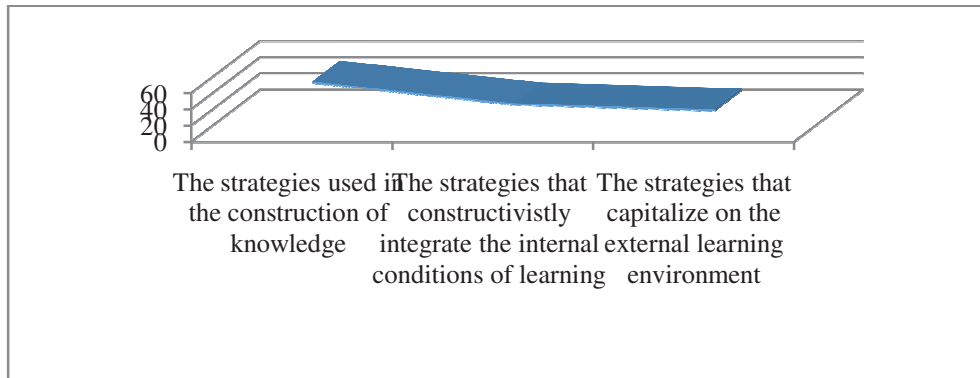 60
40
20
0
The strategies used in
the construction of
knowledge
The strategies that
constructivistly
integrate the internal
conditions of learning
The strategies that
capitalize on the
external learning
environment